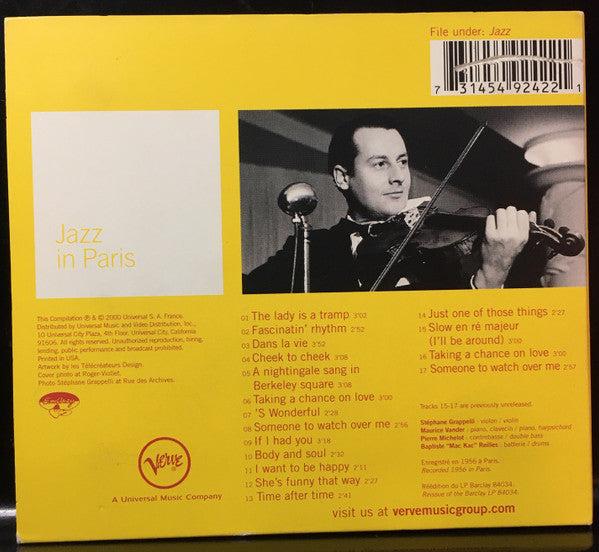 File under: Jazz
7 31454 92422 1
Jazz
in Paris
This Compilation ℗ & © 2000 Universal S. A. France.
Distributed by Universal Music and Video Distribution, Inc.,
10 Universal City Plaza, 4th Floor, Universal City, California
91608. All rights reserved. Unauthorized reproduction, hiring,
lending, public performance and broadcast prohibited.
Printed in USA.
Artwork by les Télécréateurs Design.
Cover photo at Roger-Viollet.
Photo Stéphane Grappelli at Rue des Archives.
EmArcy
Verve
A Universal Music Company
01 The lady is a tramp 3'02
02 Fascinatin' rhythm 2'52
03 Dans la vie 3'52
04 Cheek to cheek 3'08
05 A nightingale sang in
Berkeley square 3'08
06 Taking a chance on love 3'00
07 'S Wonderful 2'28
08 Someone to watch over me 2'56
09 If I had you 3'18
10 Body and soul 3'32
11 I want to be happy 2'11
12 She's funny that way 2'27
13 Time after time 2'41
14 Just one of those things 2'27
15 Slow en ré majeur
(I'll be around) 3'00
16 Taking a chance on love 3'00
17 Someone to watch over me 2'57
Tracks 15-17 are previously unreleased.
Stéphane Grappelli - violon / violin
Maurice Vander - piano, clavecin / piano, harpsichord
Pierre Michelot - contrebasse / double bass
Baptiste "Mac Kac" Reilles - batterie / drums
Enregistré en 1956 à Paris.
Recorded 1956 in Paris.
Réédition du LP Barclay 84034.
Reissue of the Barclay LP 84034.
visit us at vervemusicgroup.com